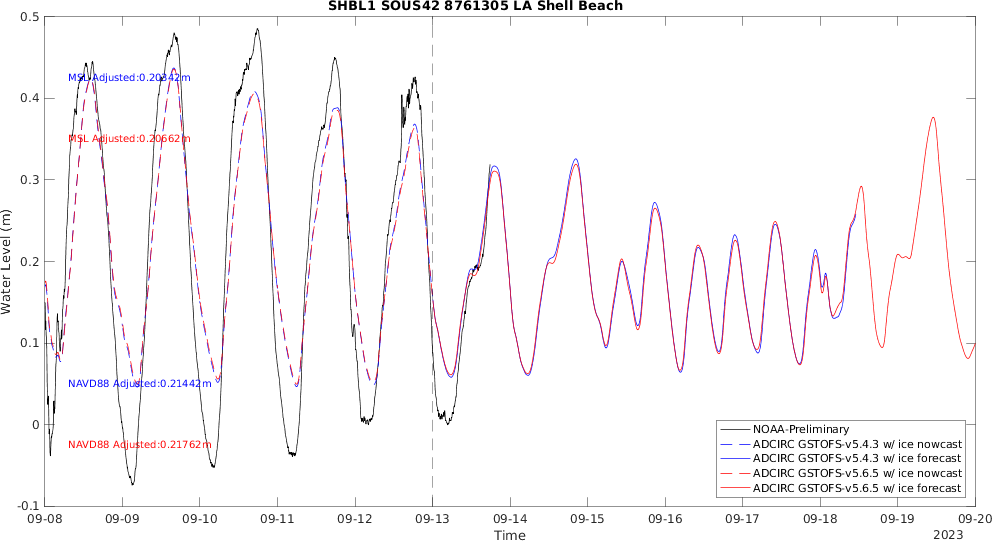 SHBL1 SOUS42 8761305 LA Shell Beach
0.5
0.4
0.3
0.2
0.1
0
-0.1
Water Level (m)
MSL Adjusted:0.20342m
MSL Adjusted:0.20662m
NAVD88 Adjusted:0.21442m
NAVD88 Adjusted:0.21762m
NOAA-Preliminary
ADCIRC GSTOFS-v5.4.3 w/ ice nowcast
ADCIRC GSTOFS-v5.4.3 w/ ice forecast
ADCIRC GSTOFS-v5.6.5 w/ ice nowcast
ADCIRC GSTOFS-v5.6.5 w/ ice forecast
09-08 09-09 09-10 09-11 09-12 09-13 09-14 09-15 09-16 09-17 09-18 09-19 09-20
Time
2023